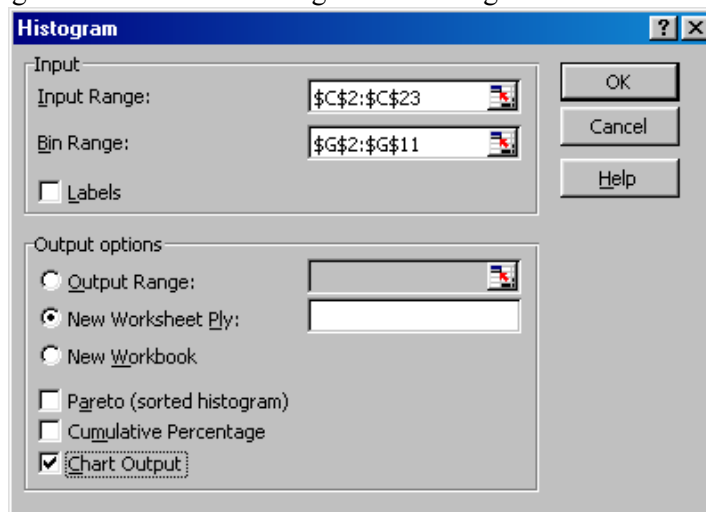 Histogram
Input
Input Range: $C$2:$C$23
Bin Range: $G$2:$G$11
Labels
OK
Cancel
Help
Output options
Output Range:
New Worksheet Ply:
New Workbook
Pareto (sorted histogram)
Cumulative Percentage
Chart Output